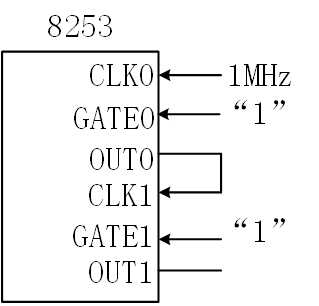 8253
CLK0 1MHz
GATE0 “1”
OUT0
CLK1
GATE1 “1”
OUT1